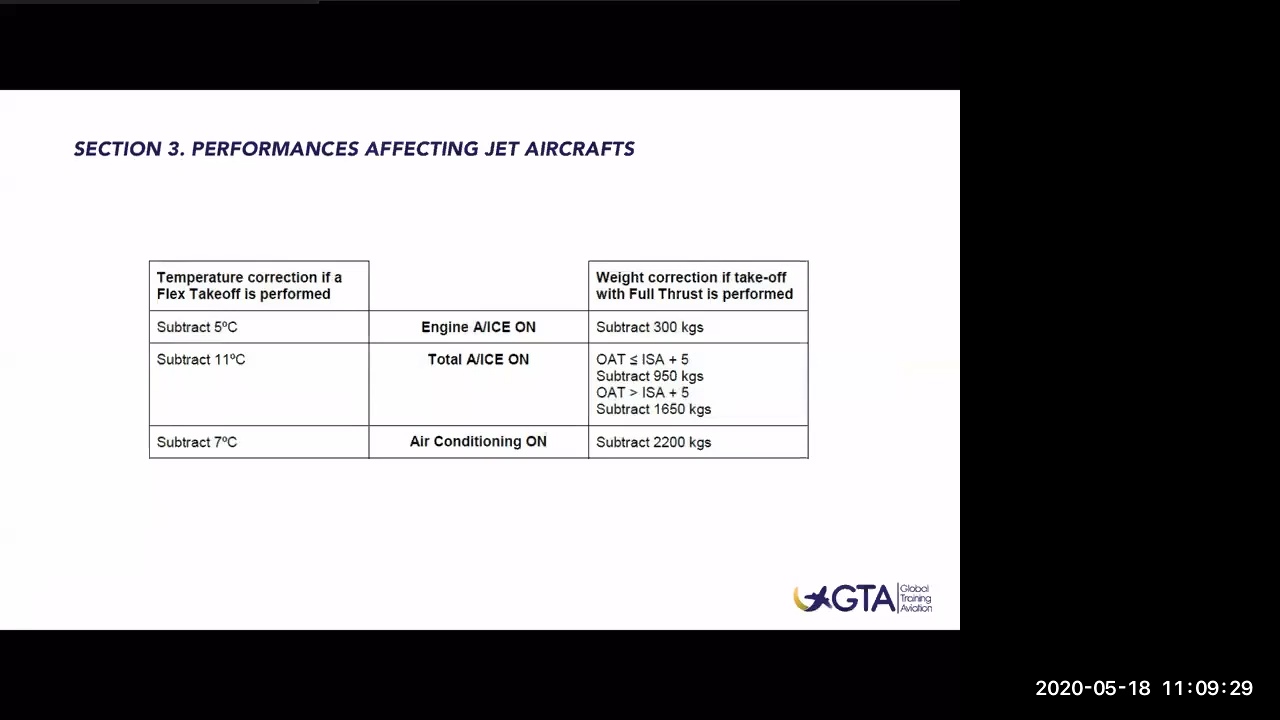 SECTION 3. PERFORMANCES AFFECTING JET AIRCRAFTS
Temperature correction if a
Flex Takeoff is performed
Weight correction if take-off
with Full Thrust is performed
Subtract 5ºC
Engine A/ICE ON
Subtract 300 kgs
Subtract 11ºC
Total A/ICE ON
OAT ≤ ISA + 5
Subtract 950 kgs
OAT > ISA + 5
Subtract 1650 kgs
Subtract 7ºC
Air Conditioning ON
Subtract 2200 kgs
GTA
Global
Training
Aviation
2020-05-18 11:09:29